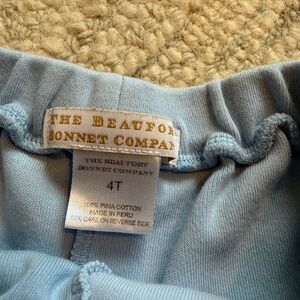 THE BEAUFOR
BONNET COMPAN
THE BEAUFORT
BONNET COMPANY
4T
100% PIMA COTTON
MADE IN PERU
SEE CARE ON REVERSE SIDE